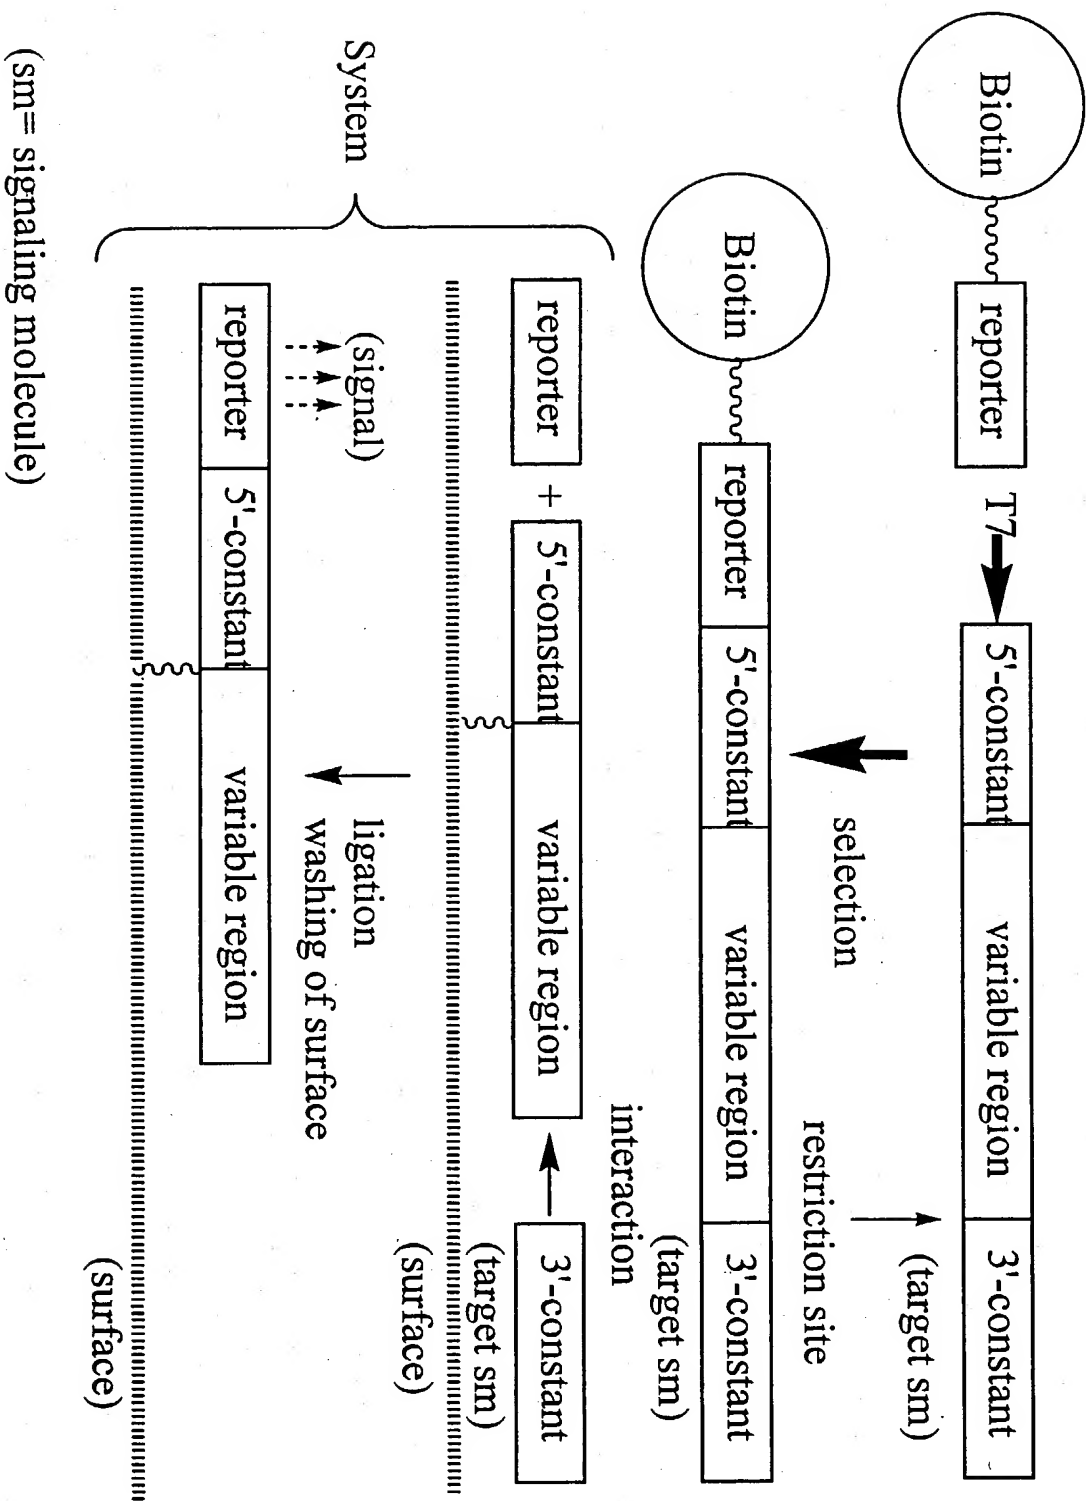 Biotin
reporter
T7
5'-constant
variable region
3'-constant
(target sm)
restriction site
selection
Biotin
reporter
5'-constant
variable region
3'-constant
(target sm)
interaction
System
reporter
+
5'-constant
variable region
3'-constant
(target sm)
(surface)
ligation
washing of surface
(signal)
reporter
5'-constant
variable region
(surface)
(sm= signaling molecule)